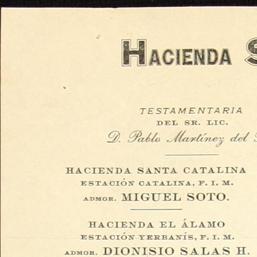 HACIENDA S
TESTAMENTARIA
DEL SR. LIC.
D. Pablo Martínez del
HACIENDA SANTA CATALINA
ESTACIÓN CATALINA, F. I. M.
ADMOR. MIGUEL SOTO.
HACIENDA EL ÁLAMO
ESTACIÓN YERBANÍS, F. I. M.
ADMOR. DIONISIO SALAS H.